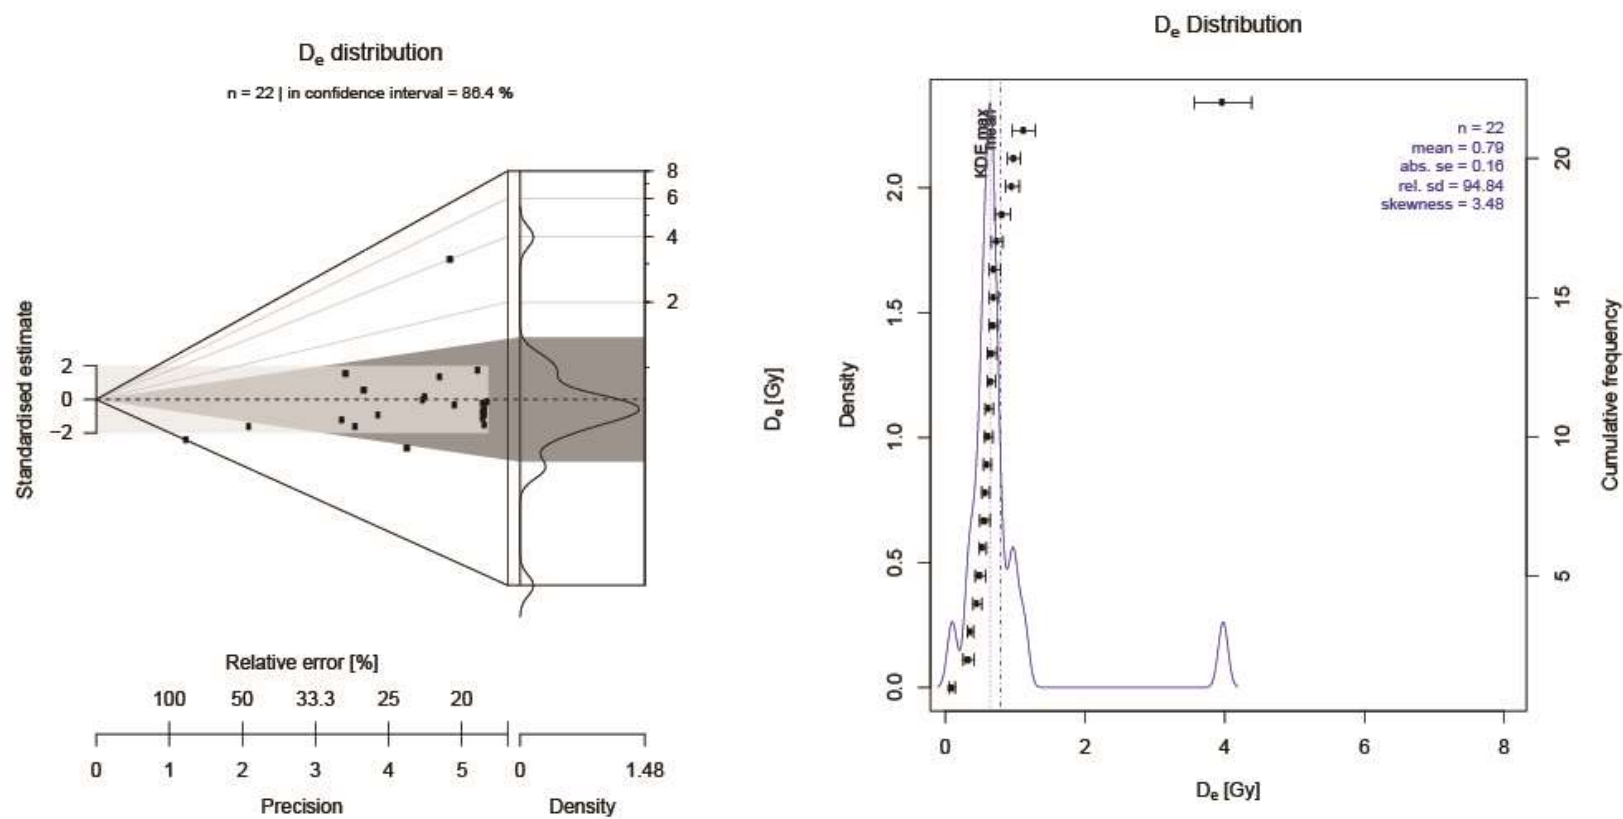 Dₑ distribution
n = 22 | in confidence interval = 86.4 %
Standardised estimate
2
0
−2
8
6
4
2
Dₑ [Gy]
Relative error [%]
100 50 33.3 25 20
0 1 2 3 4 5 0 1.48
Precision Density
Dₑ Distribution
KDE max
mean
n = 22
mean = 0.79
abs. se = 0.16
rel. sd = 94.84
skewness = 3.48
Density
2.0
1.5
1.0
0.5
0.0
Cumulative frequency
20
15
10
5
0 2 4 6 8
Dₑ [Gy]